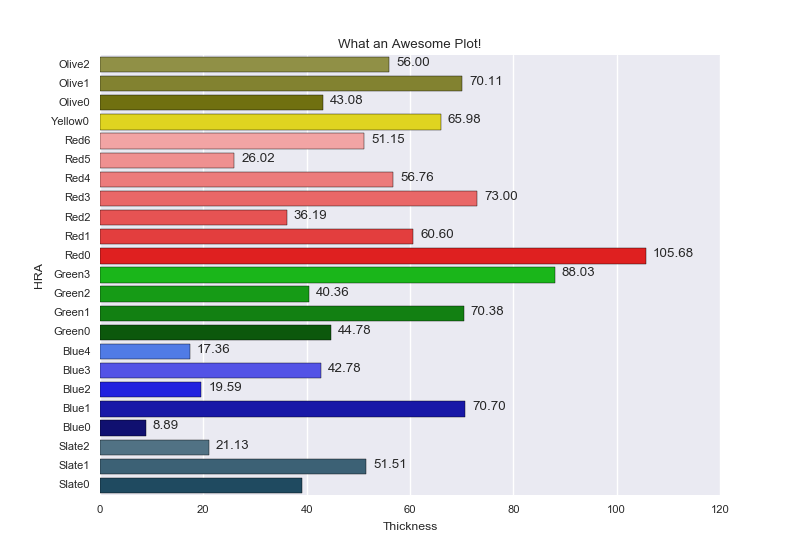 What an Awesome Plot!
Olive2 56.00
Olive1 70.11
Olive0 43.08
Yellow0 65.98
Red6 51.15
Red5 26.02
Red4 56.76
Red3 73.00
Red2 36.19
Red1 60.60
Red0 105.68
Green3 88.03
HRA
Green2 40.36
Green1 70.38
Green0 44.78
Blue4 17.36
Blue3 42.78
Blue2 19.59
Blue1 70.70
Blue0 8.89
Slate2 21.13
Slate1 51.51
Slate0
0 20 40 60 80 100 120
Thickness